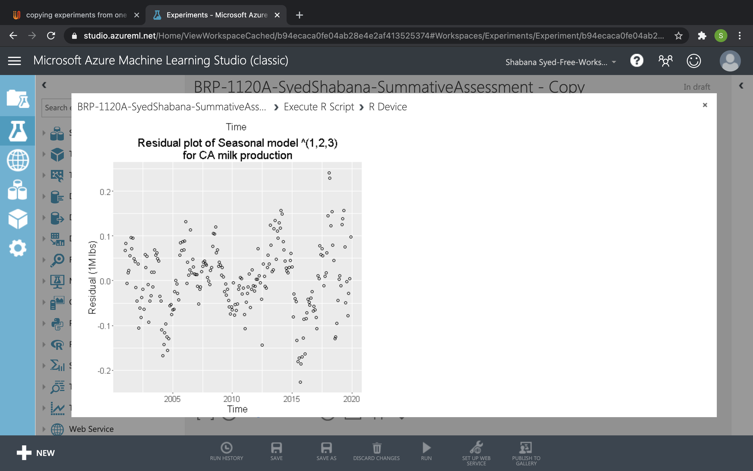 copying experiments from one
Experiments - Microsoft Azure
studio.azureml.net/Home/ViewWorkspaceCached/b94ecaca0fe04ab28e4e2af413525374#Workspaces/Experiments/Experiment/b94ecaca0fe04ab2...
S
Microsoft Azure Machine Learning Studio (classic)
Shabana Syed-Free-Works...
BRP-1120A-SyedShabana-SummativeAssessment - Copy
In draft
Search
BRP-1120A-SyedShabana-SummativeAss... > Execute R Script > R Device
x
Time
Residual plot of Seasonal model ^(1,2,3)
for CA milk production
0.2
0.1
0.0
-0.1
-0.2
Residual (1M lbs)
2005 2010 2015 2020
Time
Web Service
NEW
RUN HISTORY
SAVE
SAVE AS
DISCARD CHANGES
RUN
SET UP WEB
SERVICE
PUBLISH TO
GALLERY